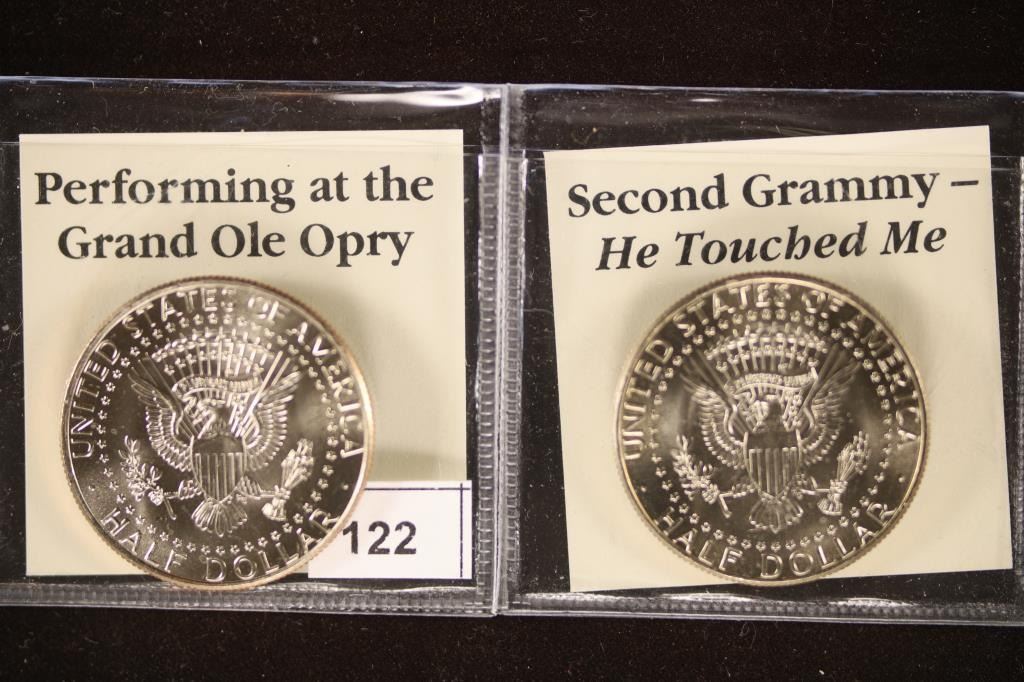 Performing at the
Grand Ole Opry
UNITED STATES OF AMERICA
HALF DOLLAR
122
Second Grammy –
He Touched Me
UNITED STATES OF AMERICA
HALF DOLLAR